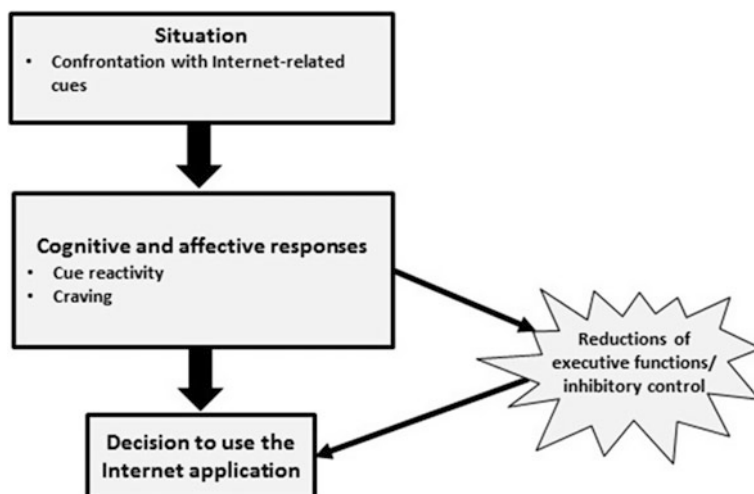 Situation
• Confrontation with Internet-related
cues
Cognitive and affective responses
• Cue reactivity
• Craving
Reductions of
executive functions/
inhibitory control
Decision to use the
Internet application